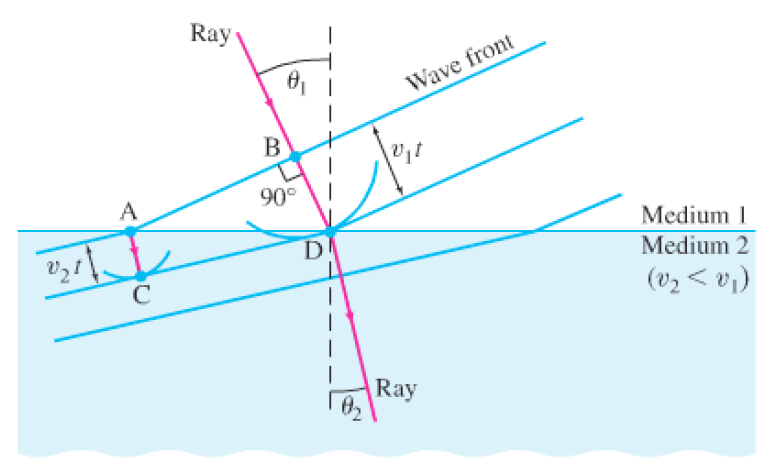 Ray
θ₁
Wave front
B
v₁t
90°
A
Medium 1
D
Medium 2
v₂t
(v₂ < v₁)
C
Ray
θ₂